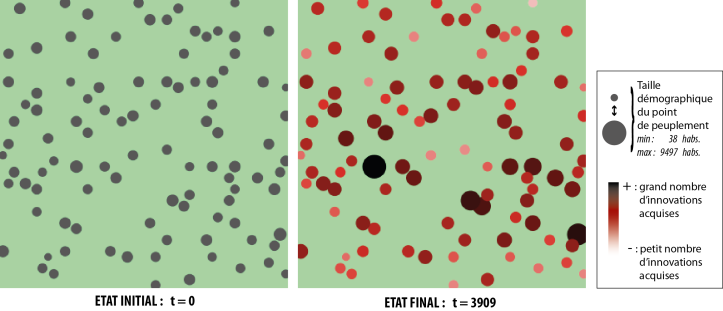 Taille
démographique
du point
de peuplement
min : 38 habs.
max : 9497 habs.
+ : grand nombre
d'innovations
acquises
- : petit nombre
d'innovations
acquises
ETAT INITIAL : t = 0
ETAT FINAL : t = 3909